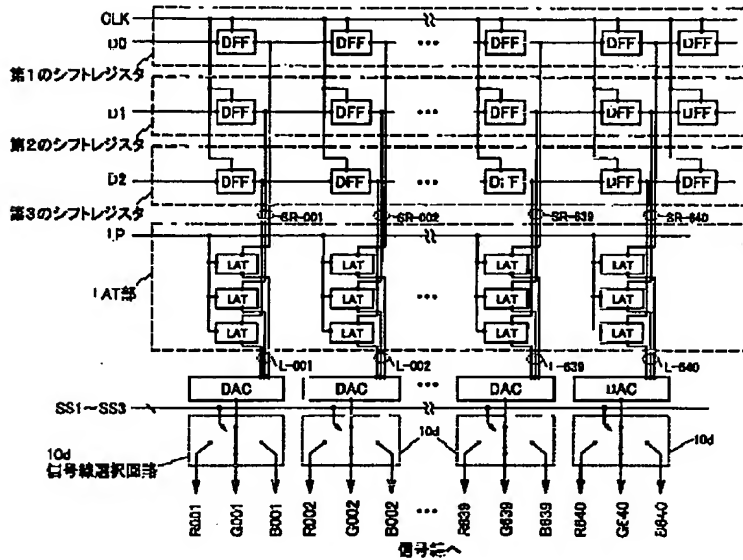 CLK
D0
DFF DFF ... DFF DFF DFF
第1のシフトレジスタ
D1
DFF DFF ... DFF DFF DFF
第2のシフトレジスタ
D2
DFF DFF ... DFF DFF DFF
SR-001 SR-002 SR-639 SR-640
第3のシフトレジスタ
LP
LAT LAT LAT LAT
LAT部
LAT LAT ... LAT LAT
LAT LAT LAT LAT
L-001 L-002 L-639 L-640
DAC DAC ... DAC DAC
SS1~SS3
10d 10d 10d
信号線選択回路
R001 G001 B001 R002 G002 B002 ... R639 G639 B639 R640 G640 B640
信号線へ